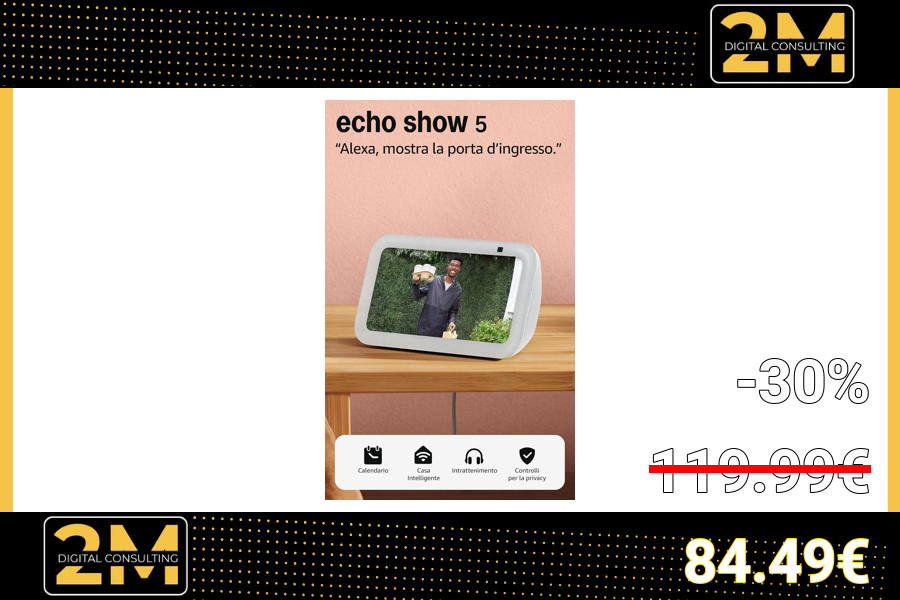 2M
DIGITAL CONSULTING
echo show 5
“Alexa, mostra la porta d’ingresso.”
-30%
119.99€
Calendario
Casa
Intelligente
Intrattenimento
Controlli
per la privacy
2M
DIGITAL CONSULTING
84.49€